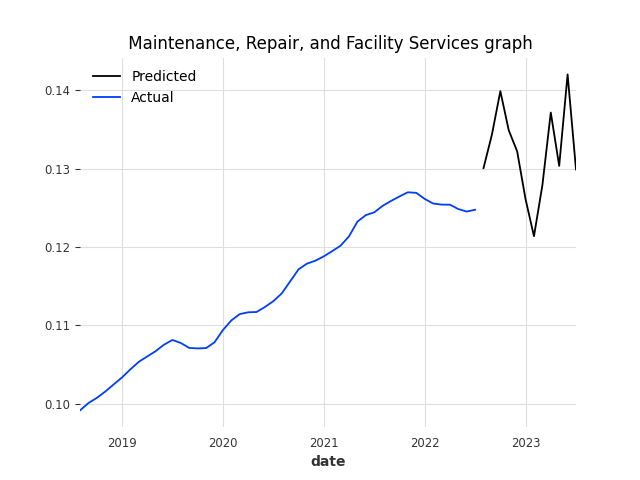 Maintenance, Repair, and Facility Services graph
Predicted
Actual
0.14
0.13
0.12
0.11
0.10
2019 2020 2021 2022 2023
date